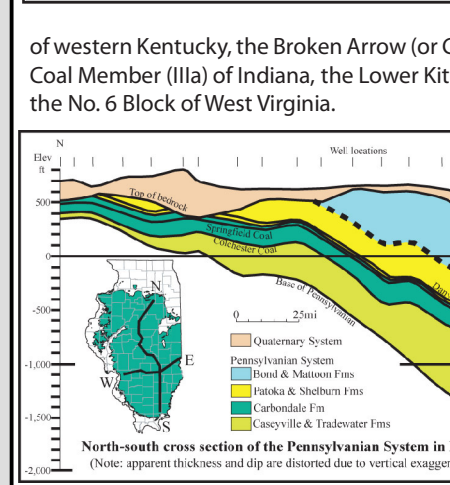 of western Kentucky, the Broken Arrow (or
Coal Member (IIIa) of Indiana, the Lower Kit
the No. 6 Block of West Virginia.
N
Well locations
Elev
ft
500
0
-500
-1,000
-1,500
-2,000
Top of bedrock
Springfield Coal
Colchester Coal
Base of Pennsylvanian
Dan
N
W
E
S
0 25mi
Quaternary System
Pennsylvanian System
Bond & Mattoon Fms
Patoka & Shelburn Fms
Carbondale Fm
Caseyville & Tradewater Fms
North-south cross section of the Pennsylvanian System in
(Note: apparent thickness and dip are distorted due to vertical exagger